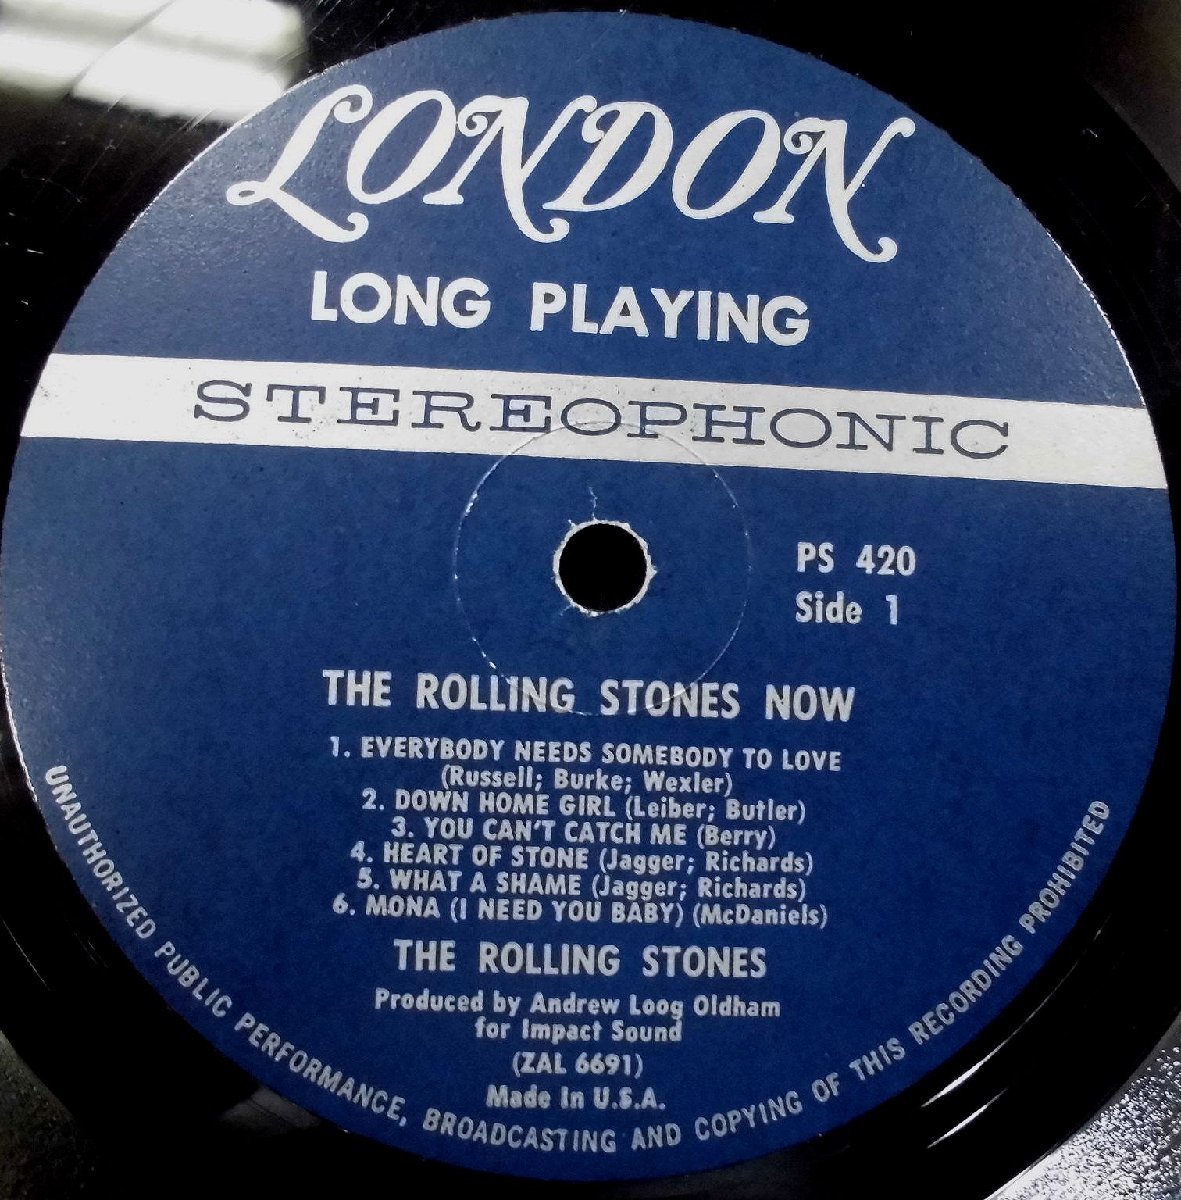 LONDON
LONG PLAYING
STEREOPHONIC
PS 420
Side 1
THE ROLLING STONES NOW
1. EVERYBODY NEEDS SOMEBODY TO LOVE
(Russell; Burke; Wexler)
2. DOWN HOME GIRL (Leiber; Butler)
3. YOU CAN'T CATCH ME (Berry)
4. HEART OF STONE (Jagger; Richards)
5. WHAT A SHAME (Jagger; Richards)
6. MONA (I NEED YOU BABY) (McDaniels)
THE ROLLING STONES
Produced by Andrew Loog Oldham
for Impact Sound
(ZAL 6691)
Made In U.S.A.
UNAUTHORIZED PUBLIC PERFORMANCE, BROADCASTING AND COPYING OF THIS RECORDING PROHIBITED